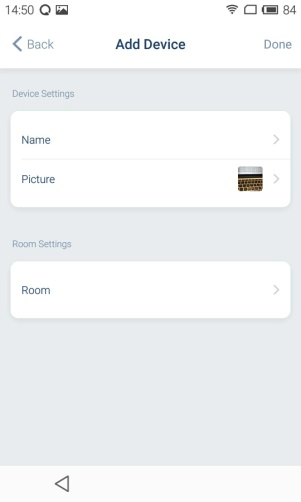 14:50 84
Back Add Device Done
Device Settings
Name
Picture
Room Settings
Room